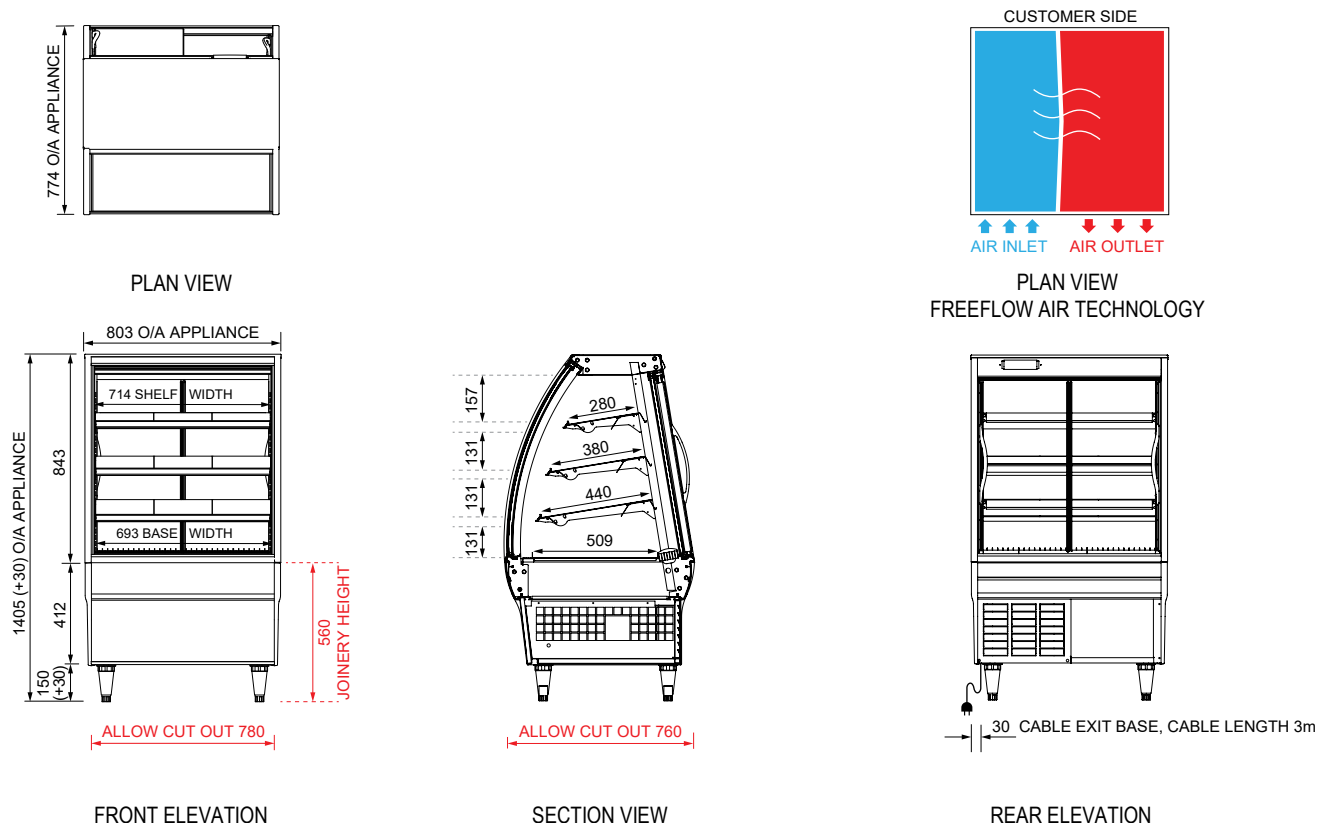 774 O/A APPLIANCE
PLAN VIEW
CUSTOMER SIDE
AIR INLET
AIR OUTLET
PLAN VIEW
FREEFLOW AIR TECHNOLOGY
803 O/A APPLIANCE
714 SHELF WIDTH
693 BASE WIDTH
1405 (+30) O/A APPLIANCE
843
412
150
(+30)
560
JOINERY HEIGHT
ALLOW CUT OUT 780
FRONT ELEVATION
157
131
131
131
280
380
440
509
ALLOW CUT OUT 760
SECTION VIEW
30 CABLE EXIT BASE, CABLE LENGTH 3m
REAR ELEVATION